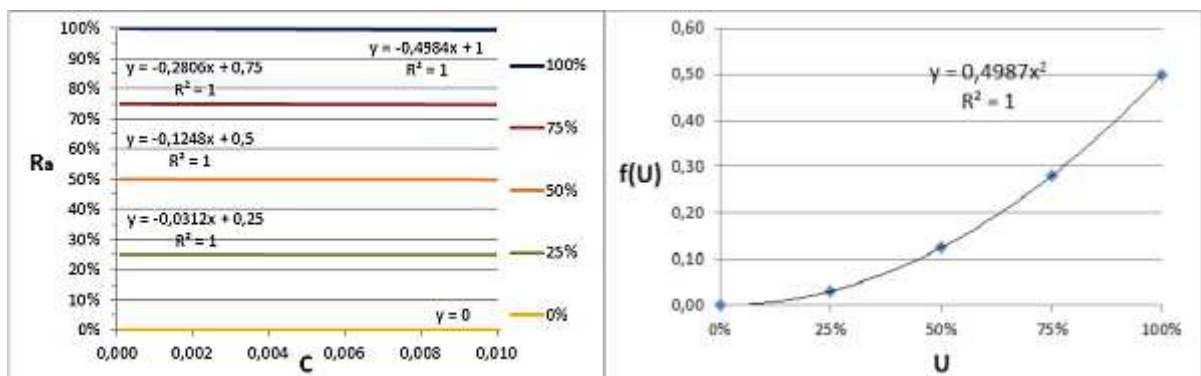 100%
90%
80%
70%
60%
50%
40%
30%
20%
10%
0%
Ra
y = -0,4984x + 1
R² = 1
y = -0,2806x + 0,75
R² = 1
y = -0,1248x + 0,5
R² = 1
y = -0,0312x + 0,25
R² = 1
y = 0
0,000 0,002 0,004 0,006 0,008 0,010
C
100%
75%
50%
25%
0%
0,60
0,50
0,40
0,30
0,20
0,10
0,00
f(U)
y = 0,4987x²
R² = 1
0% 25% 50% 75% 100%
U